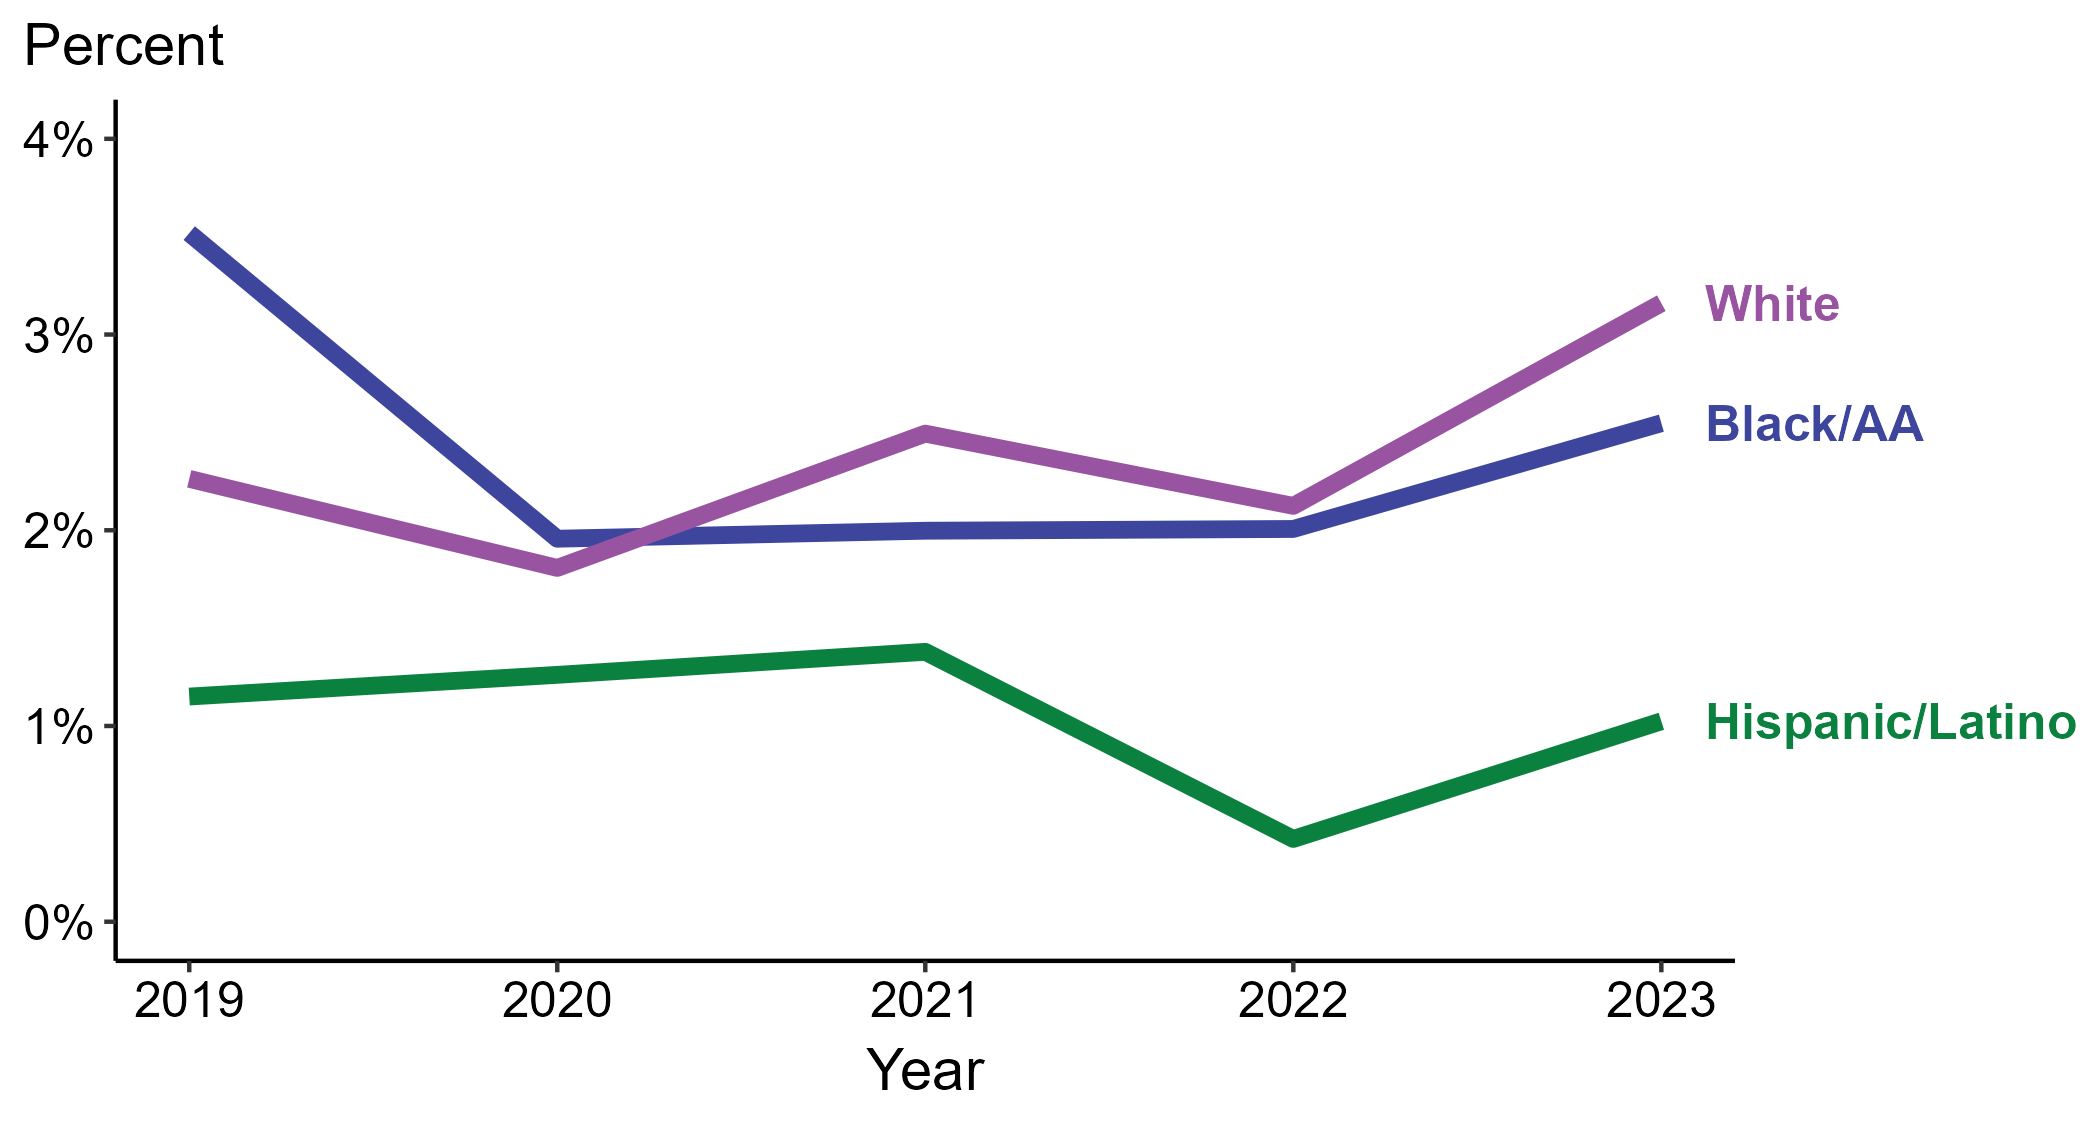 Percent
4%
3%
2%
1%
0%
White
Black/AA
Hispanic/Latino
2019 2020 2021 2022 2023
Year